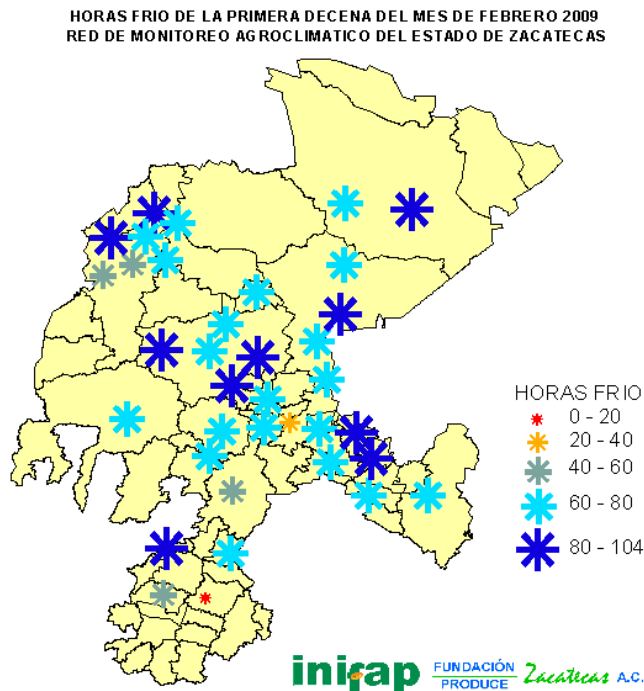 HORAS FRIO DE LA PRIMERA DECENA DEL MES DE FEBRERO 2009
RED DE MONITOREO AGROCLIMATICO DEL ESTADO DE ZACATECAS
HORAS FRIO
0 - 20
20 - 40
40 - 60
60 - 80
80 - 104
inifap
FUNDACIÓN
PRODUCE
Zacatecas A.C.